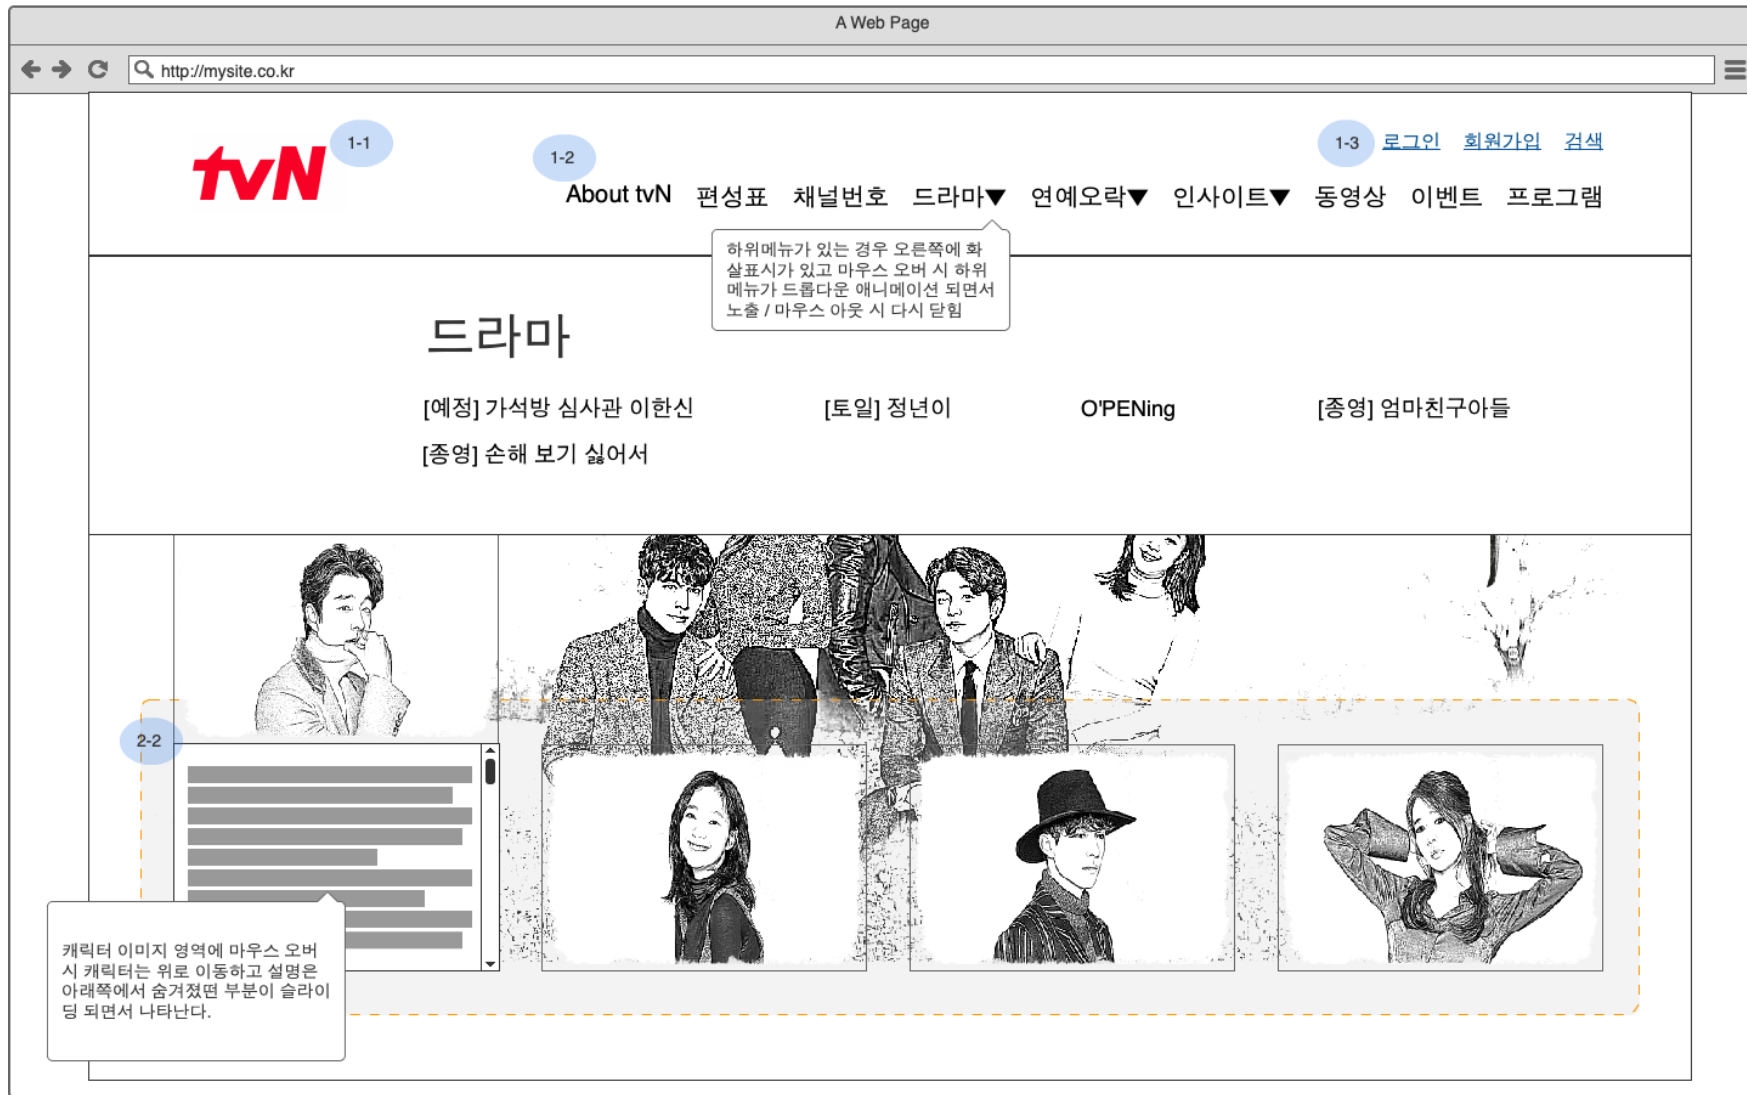 A Web Page
http://mysite.co.kr
tvN
1-1
1-2
1-3
로그인 회원가입 검색
About tvN 편성표 채널번호 드라마▼ 연예오락▼ 인사이트▼ 동영상 이벤트 프로그램
하위메뉴가 있는 경우 오른쪽에 화
살표시가 있고 마우스 오버 시 하위
메뉴가 드롭다운 애니메이션 되면서
노출 / 마우스 아웃 시 다시 닫힘
드라마
[예정] 가석방 심사관 이한신 [토일] 정년이 O'PENing [종영] 엄마친구아들
[종영] 손해 보기 싫어서
2-2
캐릭터 이미지 영역에 마우스 오버
시 캐릭터는 위로 이동하고 설명은
아래쪽에서 숨겨졌떤 부분이 슬라이
딩 되면서 나타난다.